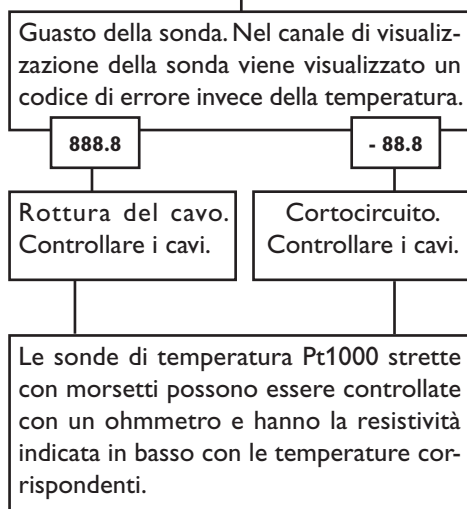 Guasto della sonda. Nel canale di visualiz-
zazione della sonda viene visualizzato un
codice di errore invece della temperatura.
888.8
- 88.8
Rottura del cavo.
Controllare i cavi.
Cortocircuito.
Controllare i cavi.
Le sonde di temperatura Pt1000 strette
con morsetti possono essere controllate
con un ohmmetro e hanno la resistività
indicata in basso con le temperature cor-
rispondenti.